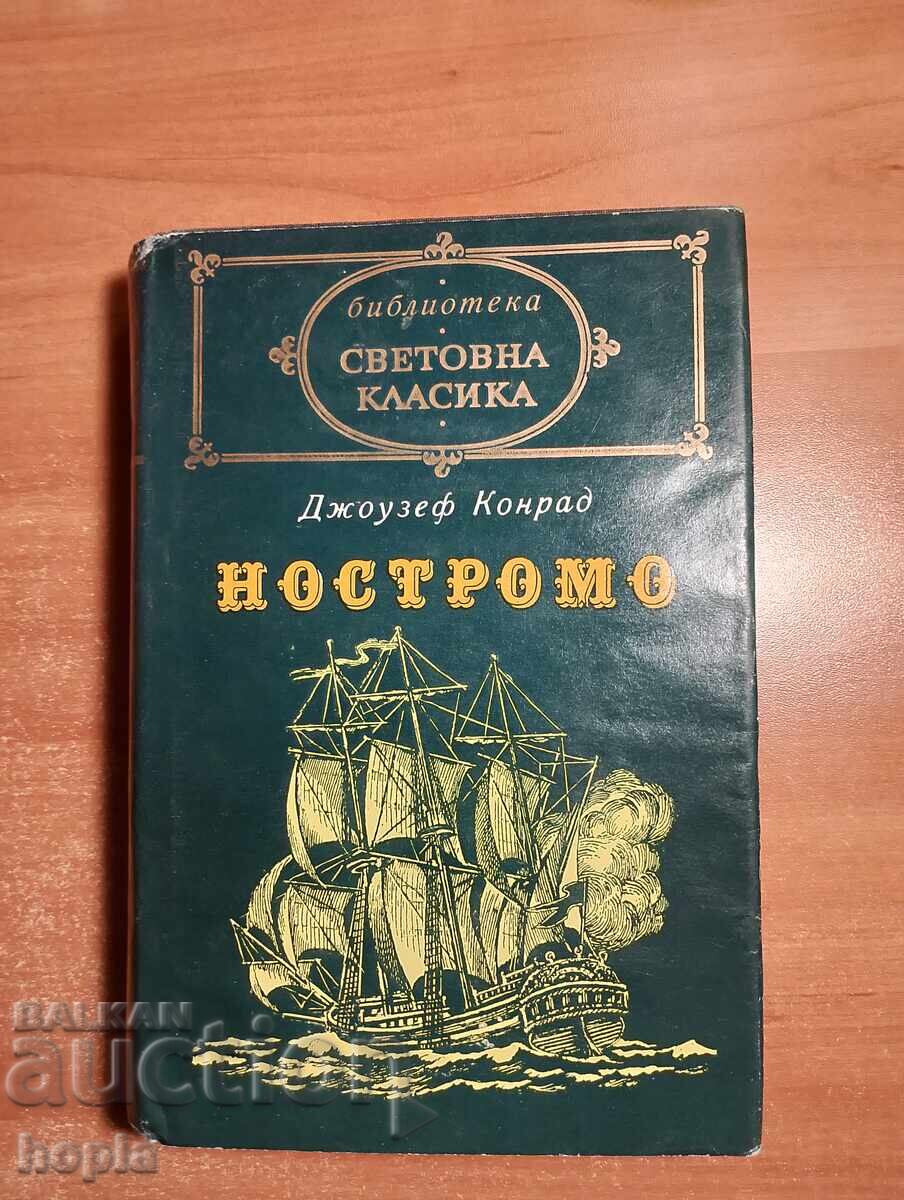 библиотека
СВЕТОВНА
КЛАСИКА
Джоузеф Конрад
НОСТРОМО
BALKAN
auction
hopla